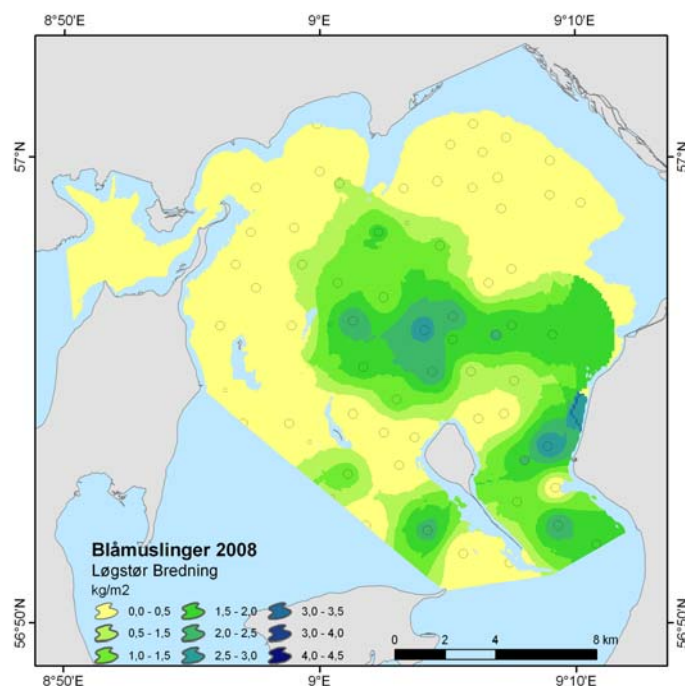 8°50'E 9°E 9°10'E
57°N 57°N
Blåmuslinger 2008
Løgstør Bredning
kg/m2
0,0 - 0,5 1,5 - 2,0 3,0 - 3,5
0,5 - 1,5 2,0 - 2,5 3,0 - 4,0
1,0 - 1,5 2,5 - 3,0 4,0 - 4,5
0 2 4 8 km
56°50'N 56°50'N
8°50'E 9°E 9°10'E